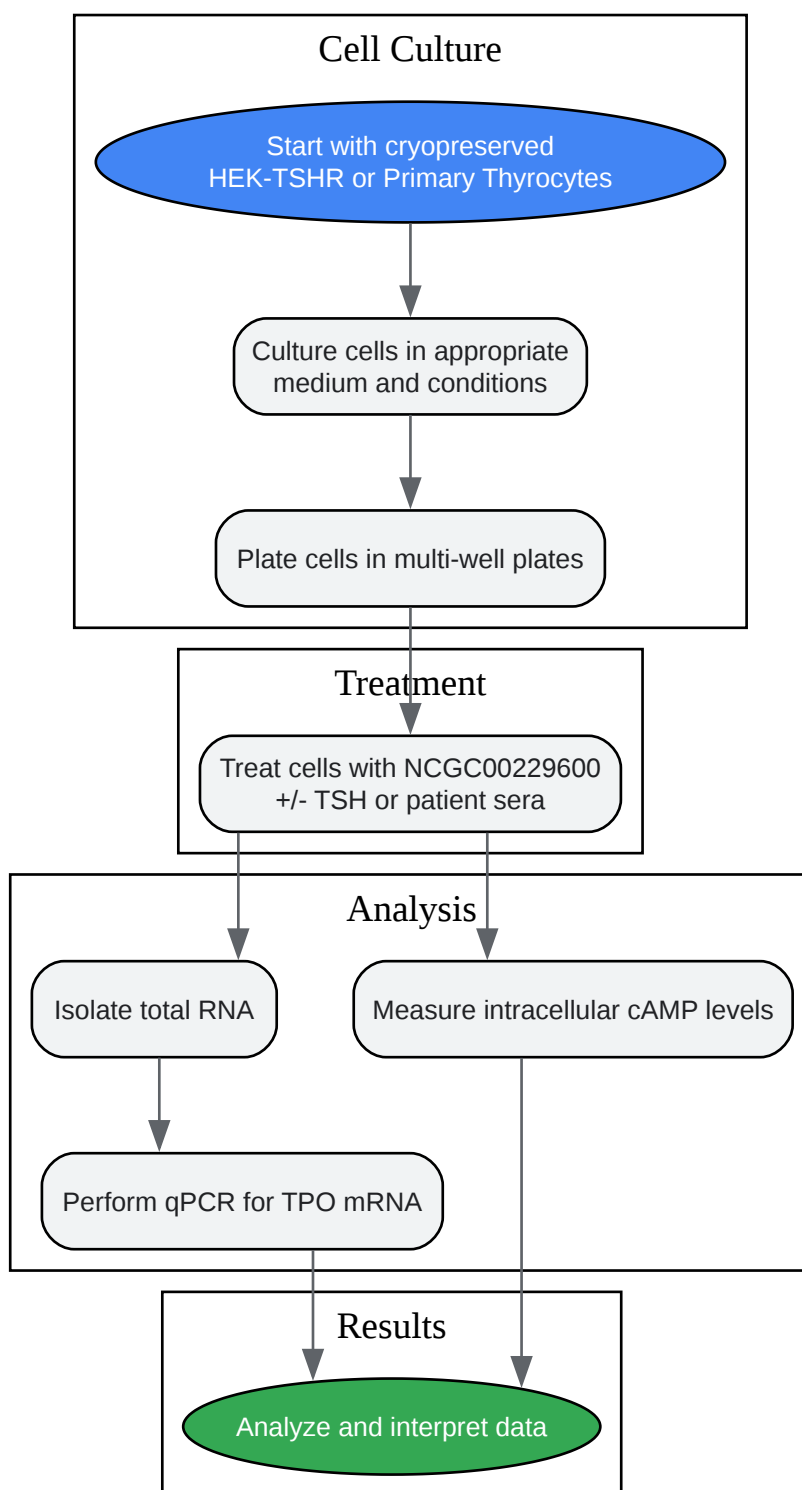 Cell Culture
Start with cryopreserved
HEK-TSHR or Primary Thyrocytes
Culture cells in appropriate
medium and conditions
Plate cells in multi-well plates
Treatment
Treat cells with NCGC00229600
+/- TSH or patient sera
Analysis
Isolate total RNA
Measure intracellular cAMP levels
Perform qPCR for TPO mRNA
Results
Analyze and interpret data